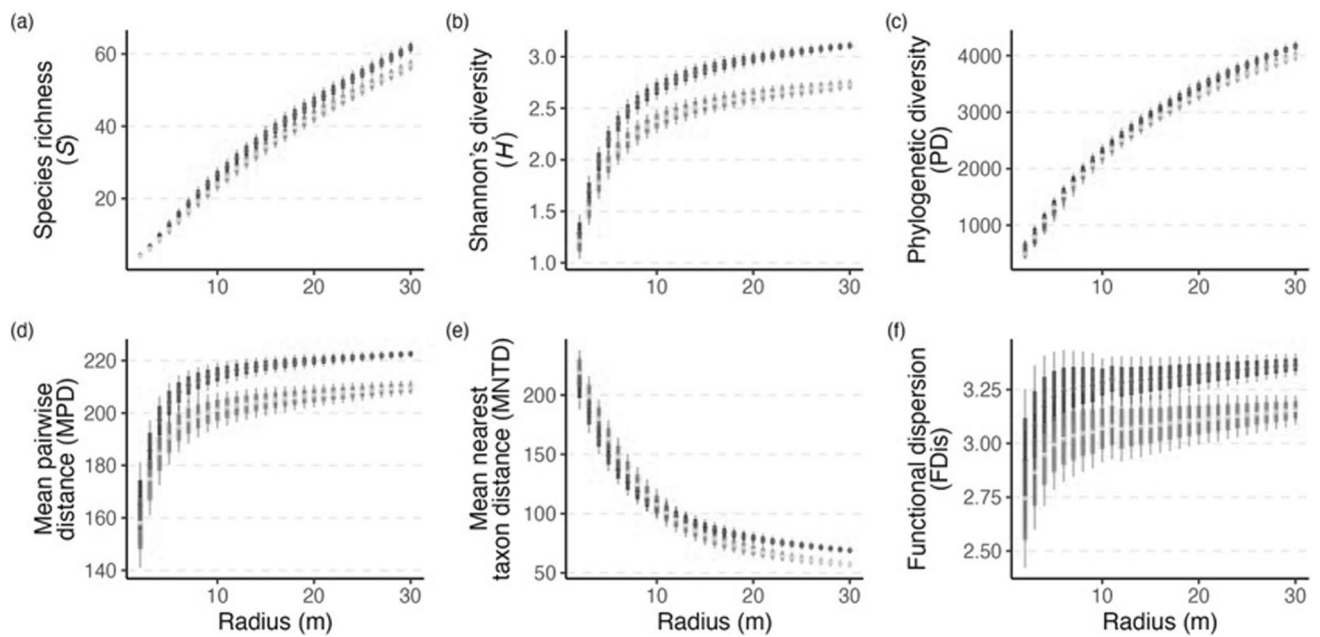 (a)
Species richness
(S)
60
40
20
10
20
30
(b)
Shannon's diversity
(H)
3.0
2.5
2.0
1.5
1.0
10
20
30
(c)
Phylogenetic diversity
(PD)
4000
3000
2000
1000
10
20
30
(d)
Mean pairwise
distance (MPD)
220
200
180
160
140
10
20
30
Radius (m)
(e)
Mean nearest
taxon distance (MNTD)
200
150
100
50
10
20
30
Radius (m)
(f)
Functional dispersion
(FDis)
3.25
3.00
2.75
2.50
10
20
30
Radius (m)